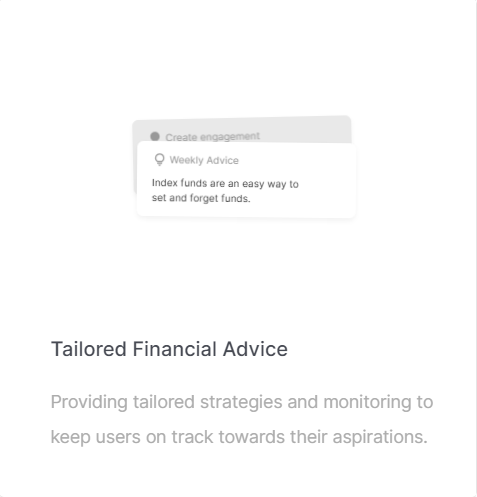 Create engagement
Weekly Advice
Index funds are an easy way to
set and forget funds.
Tailored Financial Advice
Providing tailored strategies and monitoring to
keep users on track towards their aspirations.